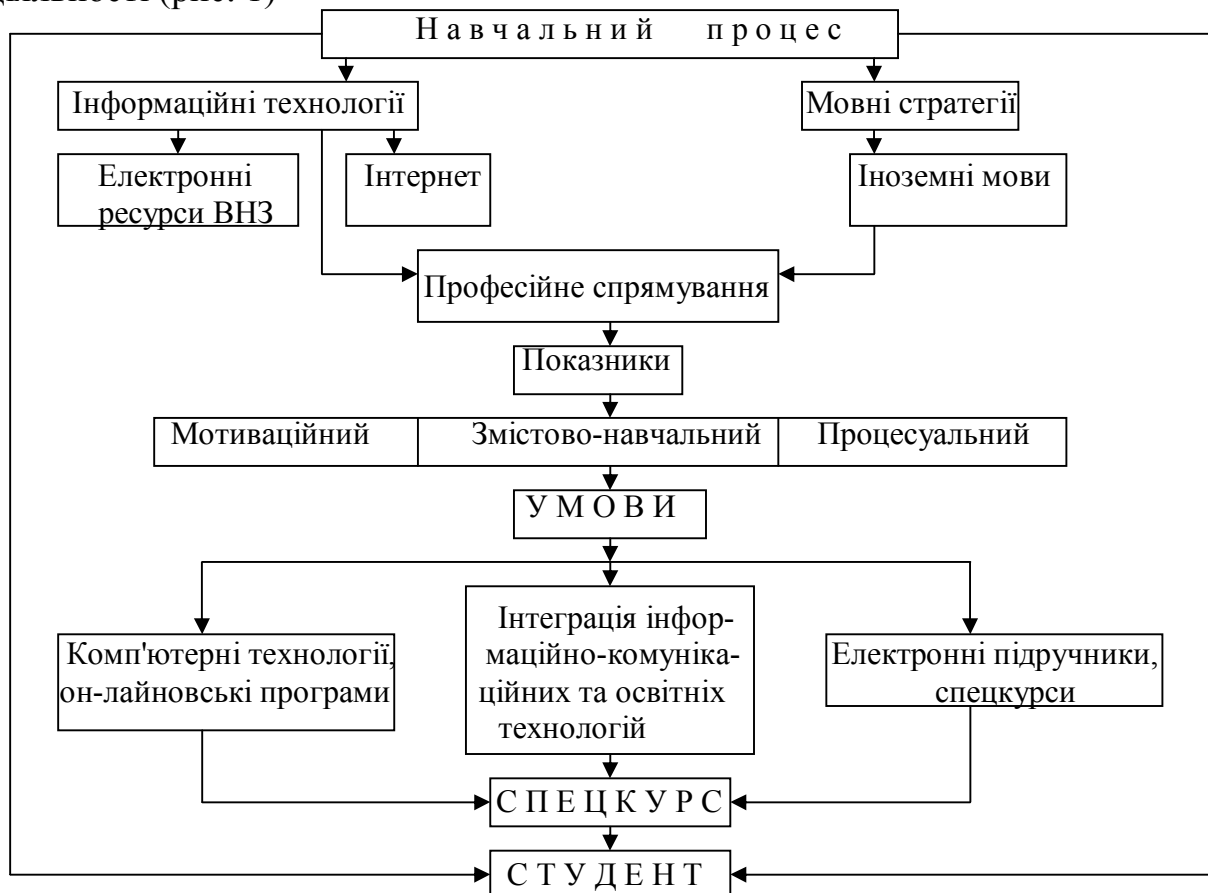 (рис. 1)
Н а в ч а л ь н и й п р о ц е с
Інформаційні технології
Мовні стратегії
Електронні
ресурси ВНЗ
Інтернет
Іноземні мови
Професійне спрямування
Показники
Мотиваційний
Змістово-навчальний
Процесуальний
У М О В И
Комп'ютерні технології,
он-лайновські програми
Інтеграція інфор-
маційно-комуніка-
ційних та освітніх
технологій
Електронні підручники,
спецкурси
С П Е Ц К У Р С
С Т У Д Е Н Т